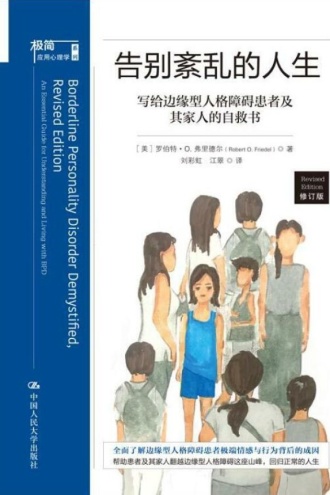 极简
应用心理学
系列
Borderline Personality Disorder Demystified,
Revised Edition
An Essential Guide for Understanding and Living with BPD
中国人民大学出版社
告别紊乱的人生
写给边缘型人格障碍患者及
其家人的自救书
[美] 罗伯特·O. 弗里德尔 (Robert O. Friedel) 著
刘彩虹 江翠 译
Revised
Edition
修订版
全面了解边缘型人格障碍患者极端情感与行为背后的成因
帮助患者及其家人翻越边缘型人格障碍这座山峰，回归正常的人生